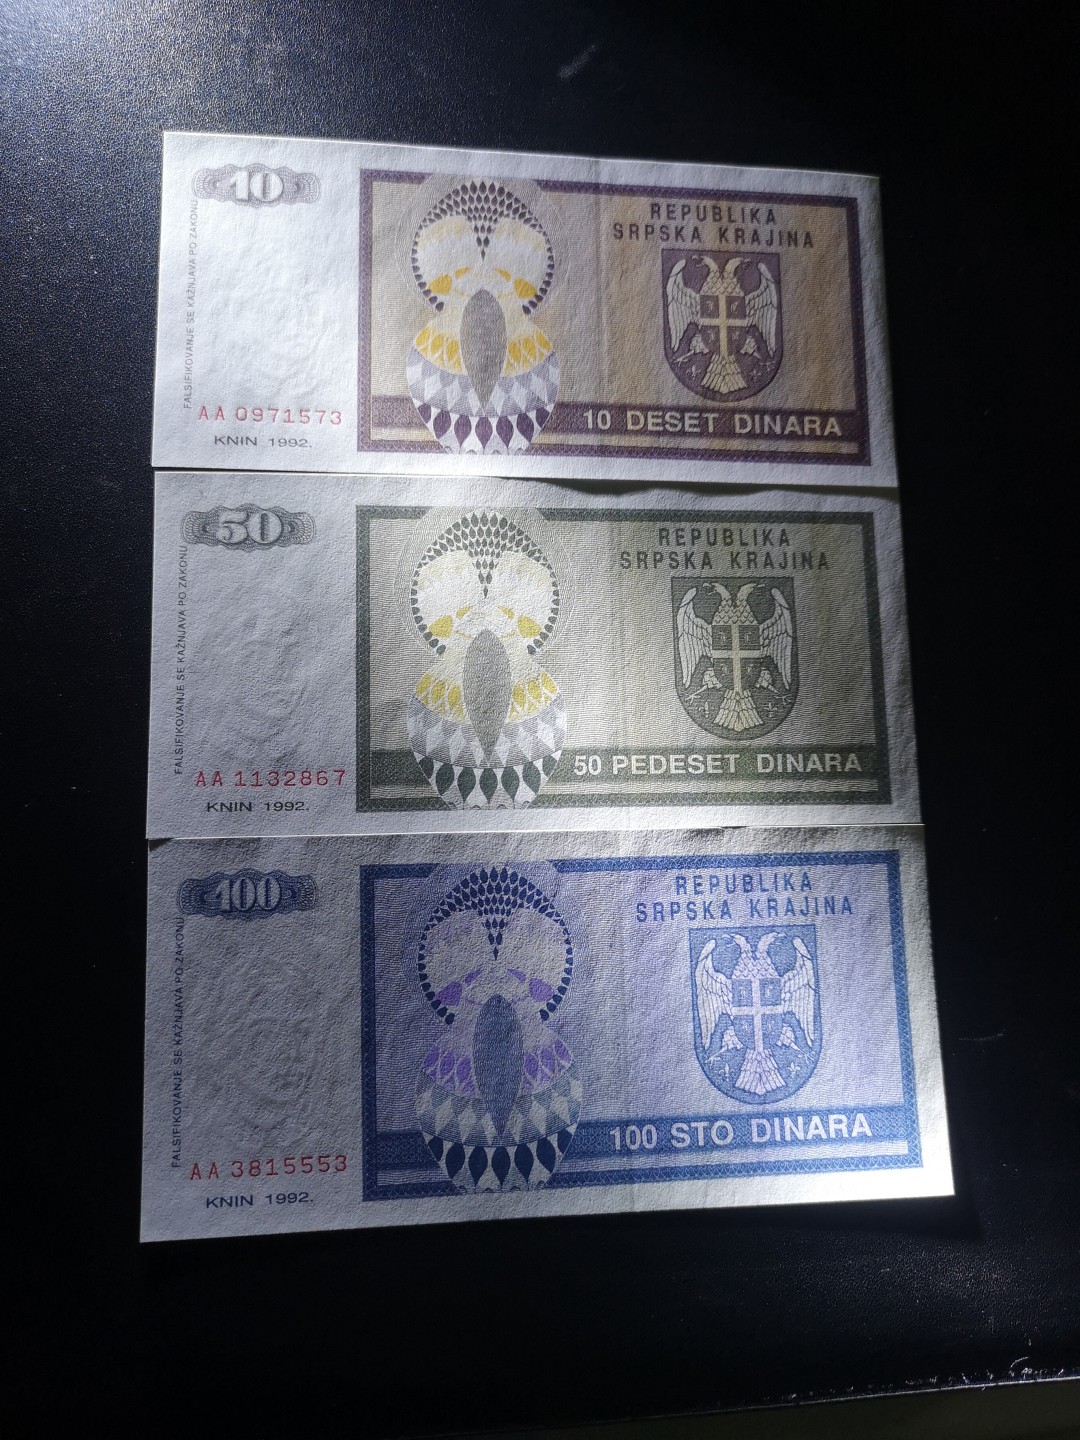 10
FALSIFIKOVANJE SE KAŽNJAVA PO ZAKONU
REPUBLIKA
SRPSKA KRAJINA
10 DESET DINARA
AA 0971573
KNIN 1992.
50
FALSIFIKOVANJE SE KAŽNJAVA PO ZAKONU
REPUBLIKA
SRPSKA KRAJINA
50 PEDESET DINARA
AA 1132867
KNIN 1992.
100
FALSIFIKOVANJE SE KAŽNJAVA PO ZAKONU
REPUBLIKA
SRPSKA KRAJINA
100 STO DINARA
AA 3815553
KNIN 1992.